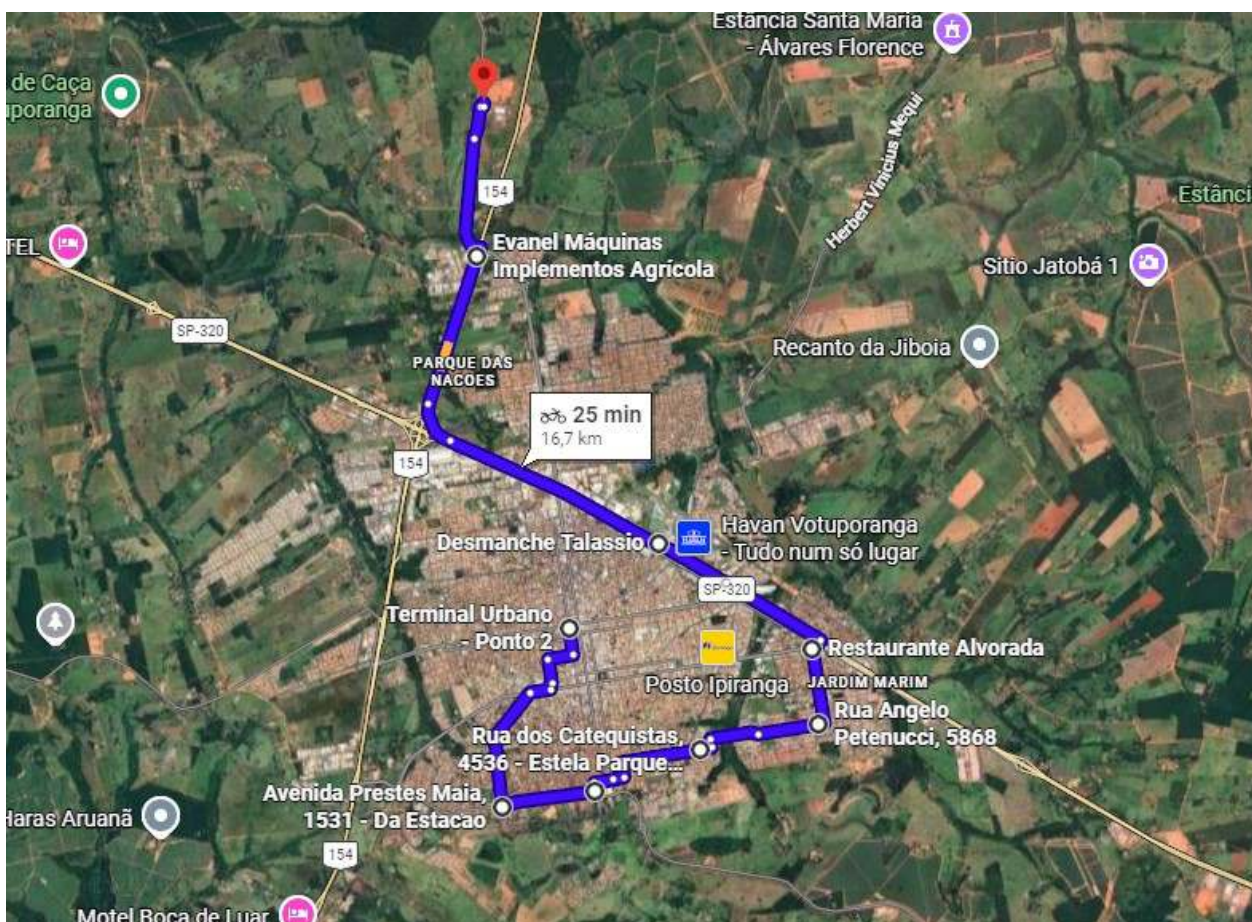 Estância Santa Maria
- Álvares Florence
de Caça
uporanga
154
Herbert Vinicius Mequi
Estânci
Evanel Máquinas
Implementos Agrícola
TEL
Sitio Jatobá 1
SP-320
Recanto da Jiboia
PARQUE DAS
NACOES
25 min
16,7 km
154
Desmanche Talassio
Havan Votuporanga
- Tudo num só lugar
SP-320
Terminal Urbano
- Ponto 2
Restaurante Alvorada
Posto Ipiranga
JARDIM MARIM
Rua Angelo
Petenucci, 5868
Rua dos Catequistas,
4536 - Estela Parque...
Avenida Prestes Maia,
1531 - Da Estacao
Haras Aruanã
154
Motel Boca de Luar